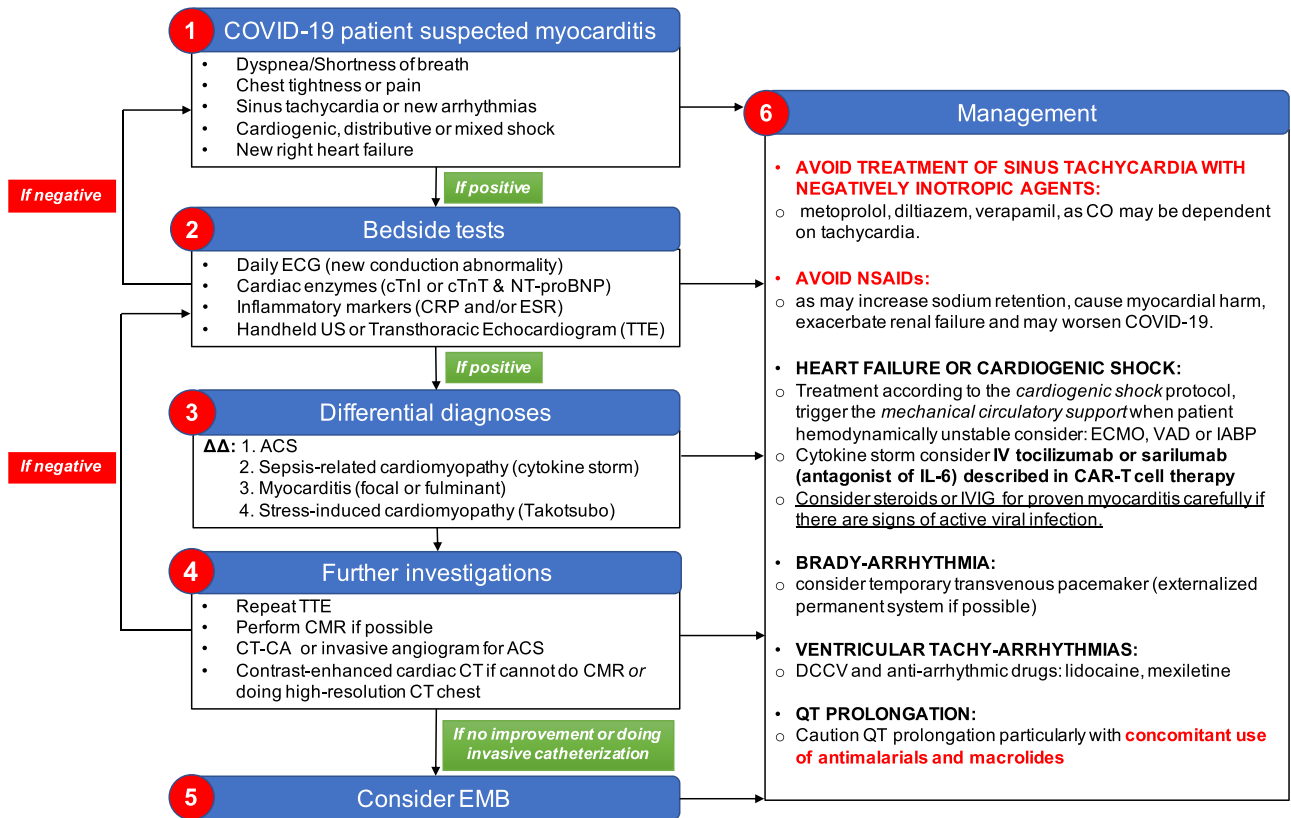 1
COVID-19 patient suspected myocarditis
• Dyspnea/Shortness of breath
• Chest tightness or pain
• Sinus tachycardia or new arrhythmias
• Cardiogenic, distributive or mixed shock
• New right heart failure
If negative
If positive
2
Bedside tests
• Daily ECG (new conduction abnormality)
• Cardiac enzymes (cTnI or cTnT & NT-proBNP)
• Inflammatory markers (CRP and/or ESR)
• Handheld US or Transthoracic Echocardiogram (TTE)
If positive
3
Differential diagnoses
ΔΔ: 1. ACS
2. Sepsis-related cardiomyopathy (cytokine storm)
3. Myocarditis (focal or fulminant)
4. Stress-induced cardiomyopathy (Takotsubo)
If negative
4
Further investigations
• Repeat TTE
• Perform CMR if possible
• CT-CA or invasive angiogram for ACS
• Contrast-enhanced cardiac CT if cannot do CMR or
doing high-resolution CT chest
If no improvement or doing
invasive catheterization
5
Consider EMB
6
Management
• AVOID TREATMENT OF SINUS TACHYCARDIA WITH
NEGATIVELY INOTROPIC AGENTS:
o metoprolol, diltiazem, verapamil, as CO may be dependent
on tachycardia.
• AVOID NSAIDs:
o as may increase sodium retention, cause myocardial harm,
exacerbate renal failure and may worsen COVID-19.
• HEART FAILURE OR CARDIOGENIC SHOCK:
o Treatment according to the cardiogenic shock protocol,
trigger the mechanical circulatory support when patient
hemodynamically unstable consider: ECMO, VAD or IABP
o Cytokine storm consider IV tocilizumab or sarilumab
(antagonist of IL-6) described in CAR-T cell therapy
o Consider steroids or IVIG for proven myocarditis carefully if
there are signs of active viral infection.
• BRADY-ARRHYTHMIA:
o consider temporary transvenous pacemaker (externalized
permanent system if possible)
• VENTRICULAR TACHY-ARRHYTHMIAS:
o DCCV and anti-arrhythmic drugs: lidocaine, mexiletine
• QT PROLONGATION:
o Caution QT prolongation particularly with concomitant use
of antimalarials and macrolides